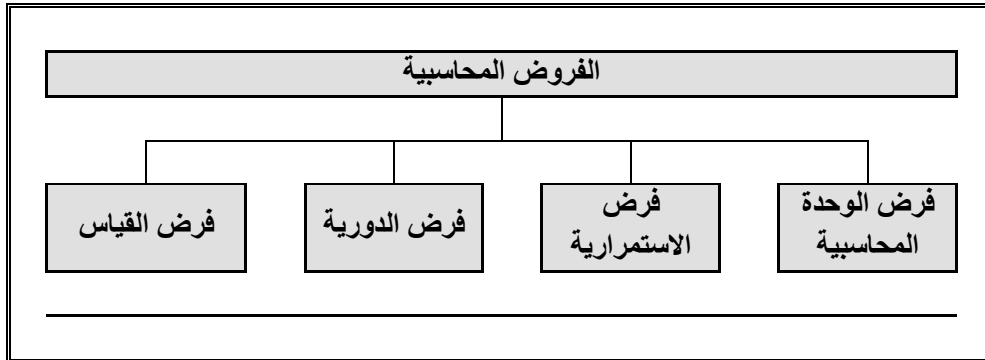 الفروض المحاسبية
فرض الوحدة
المحاسبية
فرض
الاستمرارية
فرض الدورية
فرض القياس